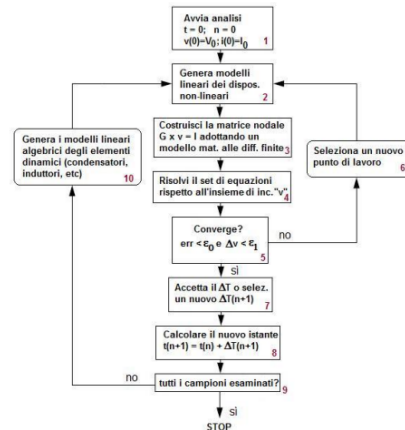 Avvia analisi
t = 0;  n = 0
v(0)=V0; i(0)=I0
1
Genera modelli
lineari dei dispos.
non-lineari
2
Costruisci la matrice nodale
G x v = I adottando un
modello mat. alle diff. finite
3
Risolvi il set di equazioni
rispetto all'insieme di inc."v"
4
Converge?
err < ε0 e Δv < ε1
5
no
Seleziona un nuovo
punto di lavoro
6
sì
Accetta il ΔT o selez.
un nuovo ΔT(n+1)
7
Calcolare il nuovo istante
t(n+1) = t(n) + ΔT(n+1)
8
tutti i campioni esaminati?
9
no
Genera i modelli lineari
algebrici degli elementi
dinamici (condensatori,
induttori, etc)
10
sì
STOP